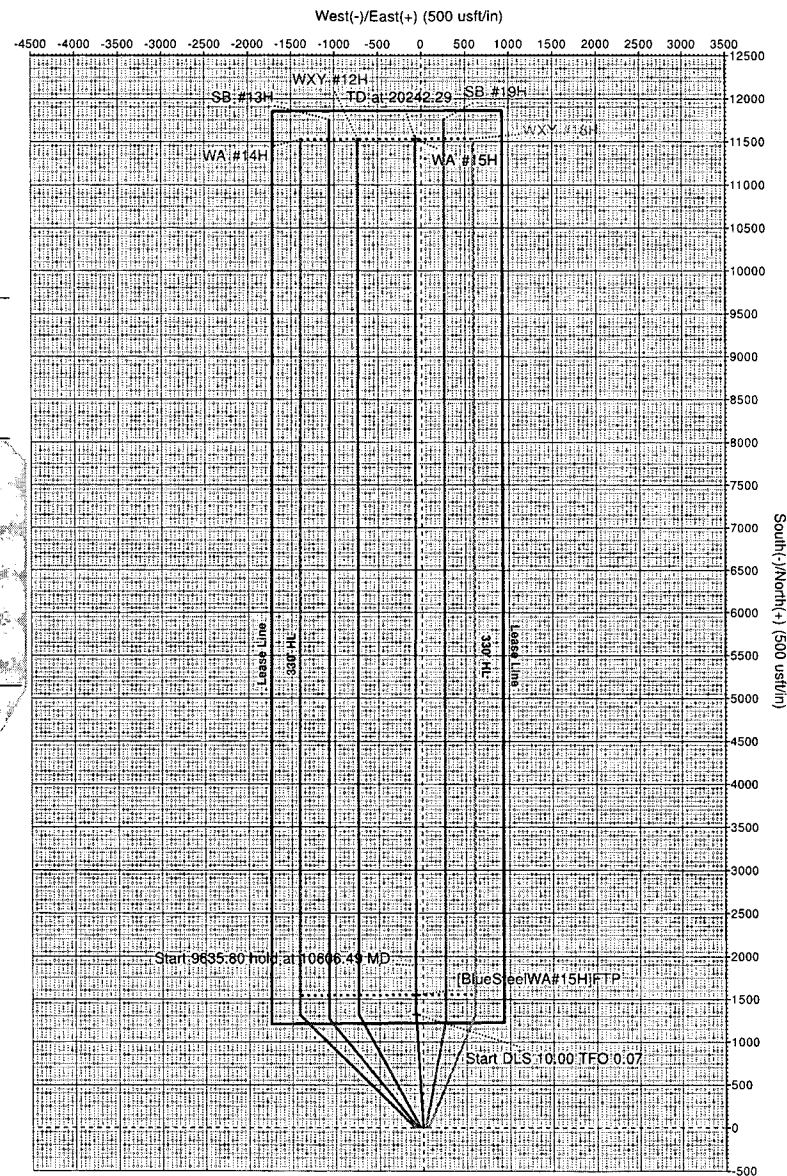 West(-)/East(+) (500 usft/in)
-4500 -4000 -3500 -3000 -2500 -2000 -1500 -1000 -500 0 500 1000 1500 2000 2500 3000 3500
12500
WXY #12H
SB #13H
TD at 20242.29
SB #19H
12000
WXY #18H
11500
WA #14H
WA #15H
11000
10500
10000
9500
9000
8500
8000
7500
7000
6500
6000
5500
5000
4500
4000
3500
3000
2500
2000
1500
1000
500
0
-500
South(-)/North(+) (500 usft/in)
Lease Line
330' HL
330' HL
Lease Line
Start 9635.80 hold at 10606.49 MD
[BlueSteelWA#15H]FTP
Start DLS 10.00 TFO 0.07